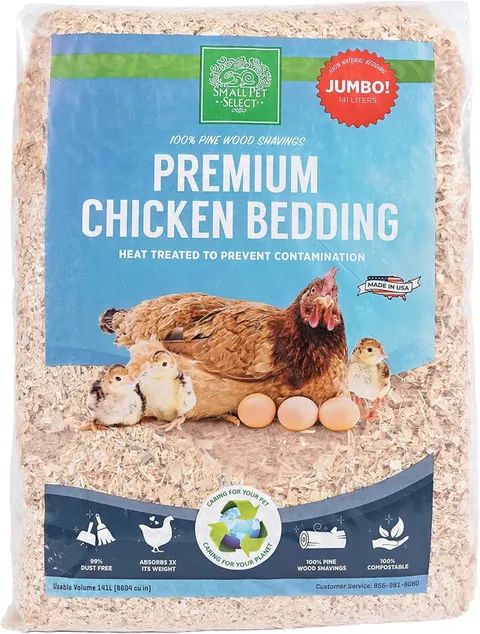 SMALL PET
SELECT
100% NATURAL BEDDING
JUMBO!
141 LITERS
100% PINE WOOD SHAVINGS
PREMIUM
CHICKEN BEDDING
HEAT TREATED TO PREVENT CONTAMINATION
MADE IN USA
CARING FOR YOUR PET
CARING FOR YOUR PLANET
99%
DUST FREE
ABSORBS 3X
ITS WEIGHT
100% PINE
WOOD SHAVINGS
100%
COMPOSTABLE
Usable Volume 141L (8604 cu in)
Customer Service: 855-981-8080